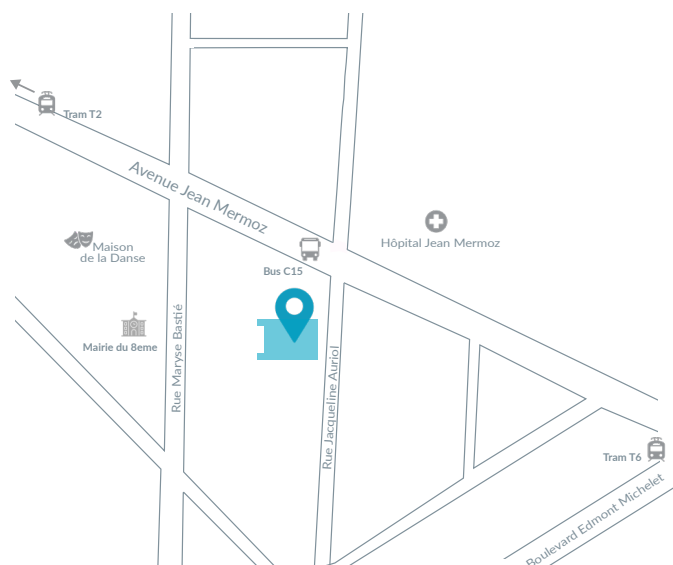 Tram T2
Avenue Jean Mermoz
Hôpital Jean Mermoz
Maison
de la Danse
Bus C15
Mairie du 8eme
Rue Maryse Bastié
Rue Jacqueline Auriol
Tram T6
Boulevard Edmont Michelet